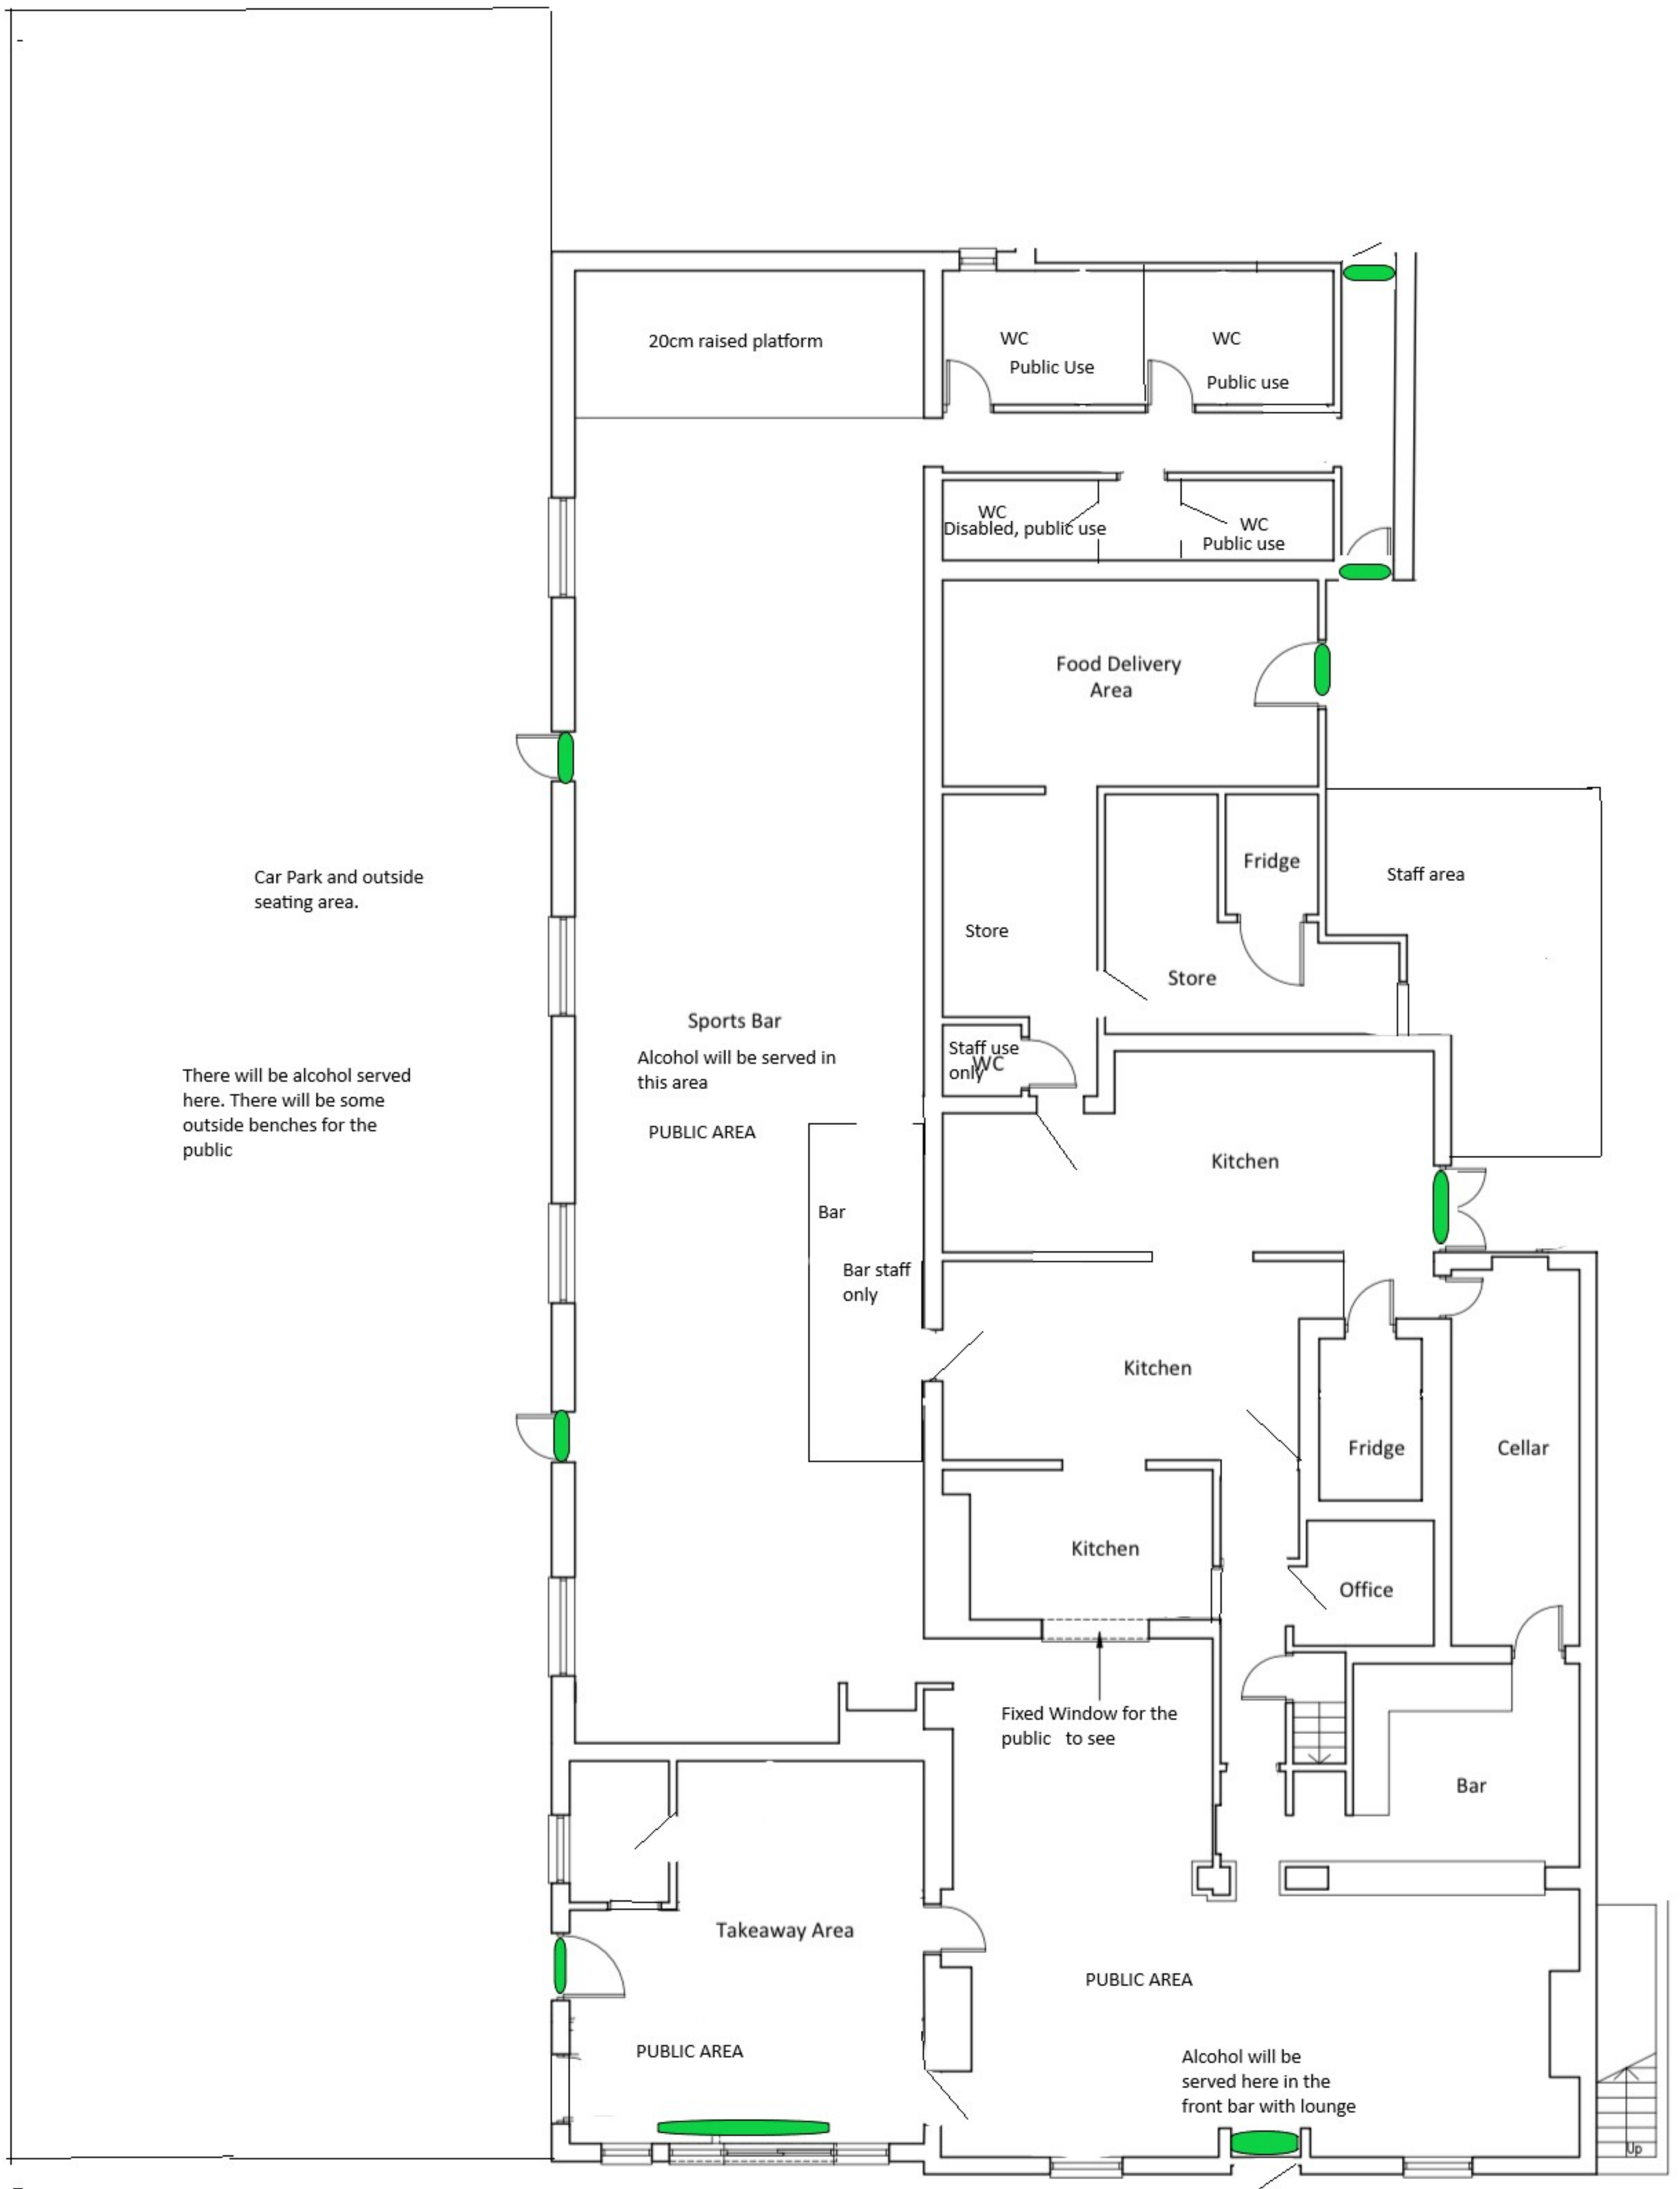 20cm raised platform
WC
Public Use
WC
Public use
WC
Disabled, public use
WC
Public use
Food Delivery
Area
Car Park and outside
seating area.
Fridge
Staff area
Store
Store
Sports Bar
Alcohol will be served in
this area
PUBLIC AREA
Staff use
only
WC
There will be alcohol served
here. There will be some
outside benches for the
public
Kitchen
Bar
Bar staff
only
Kitchen
Fridge
Cellar
Kitchen
Office
Fixed Window for the
public to see
Bar
Takeaway Area
PUBLIC AREA
PUBLIC AREA
Alcohol will be
served here in the
front bar with lounge
Up